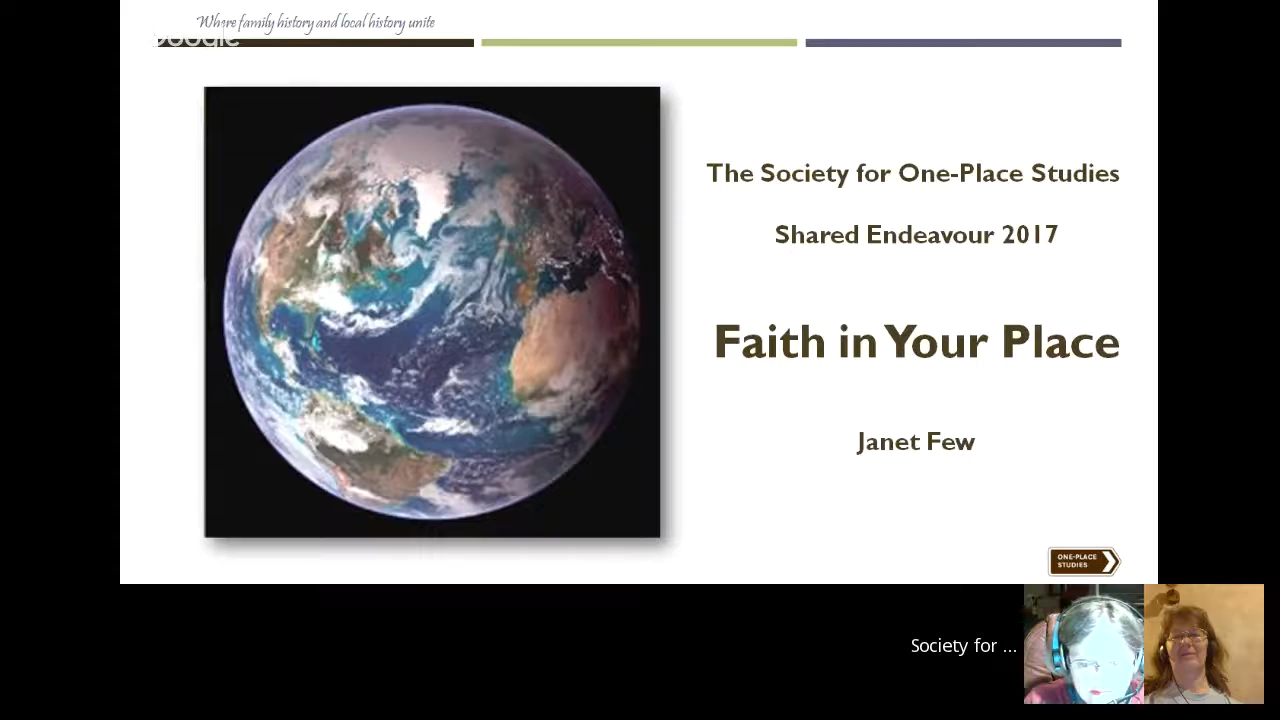 Where family history and local history unite
Google
The Society for One-Place Studies
Shared Endeavour 2017
Faith in Your Place
Janet Few
ONE-PLACE
STUDIES
Society for ...